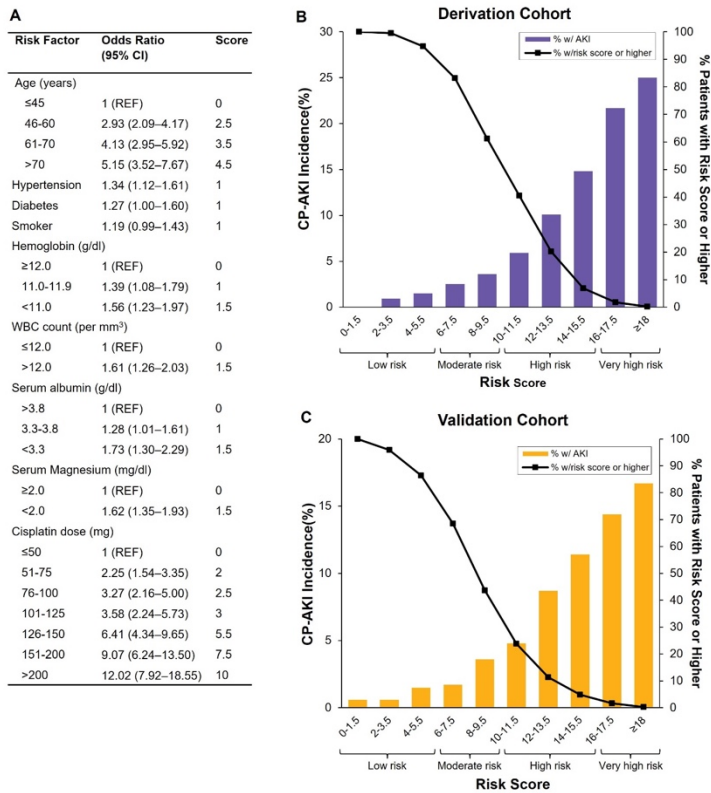 A
Risk Factor Odds Ratio Score
(95% CI)
Age (years)
≤45 1 (REF) 0
46-60 2.93 (2.09–4.17) 2.5
61-70 4.13 (2.95–5.92) 3.5
>70 5.15 (3.52–7.67) 4.5
Hypertension 1.34 (1.12–1.61) 1
Diabetes 1.27 (1.00–1.60) 1
Smoker 1.19 (0.99–1.43) 1
Hemoglobin (g/dl)
≥12.0 1 (REF) 0
11.0-11.9 1.39 (1.08–1.79) 1
<11.0 1.56 (1.23–1.97) 1.5
WBC count (per mm³)
≤12.0 1 (REF) 0
>12.0 1.61 (1.26–2.03) 1.5
Serum albumin (g/dl)
>3.8 1 (REF) 0
3.3-3.8 1.28 (1.01–1.61) 1
<3.3 1.73 (1.30–2.29) 1.5
Serum Magnesium (mg/dl)
≥2.0 1 (REF) 0
<2.0 1.62 (1.35–1.93) 1.5
Cisplatin dose (mg)
≤50 1 (REF) 0
51-75 2.25 (1.54–3.35) 2
76-100 3.27 (2.16–5.00) 2.5
101-125 3.58 (2.24–5.73) 3
126-150 6.41 (4.34–9.65) 5.5
151-200 9.07 (6.24–13.50) 7.5
>200 12.02 (7.92–18.55) 10
B
Derivation Cohort
% w/ AKI
% w/risk score or higher
CP-AKI Incidence(%)
30
25
20
15
10
5
0
% Patients with Risk Score or Higher
100
90
80
70
60
50
40
30
20
10
0
0-1.5 2-3.5 4-5.5 6-7.5 8-9.5 10-11.5 12-13.5 14-15.5 16-17.5 ≥18
Low risk Moderate risk High risk Very high risk
Risk Score
C
Validation Cohort
% w/ AKI
% w/risk score or higher
CP-AKI Incidence(%)
20
15
10
5
0
% Patients with Risk Score or Higher
100
90
80
70
60
50
40
30
20
10
0
0-1.5 2-3.5 4-5.5 6-7.5 8-9.5 10-11.5 12-13.5 14-15.5 16-17.5 ≥18
Low risk Moderate risk High risk Very high risk
Risk Score